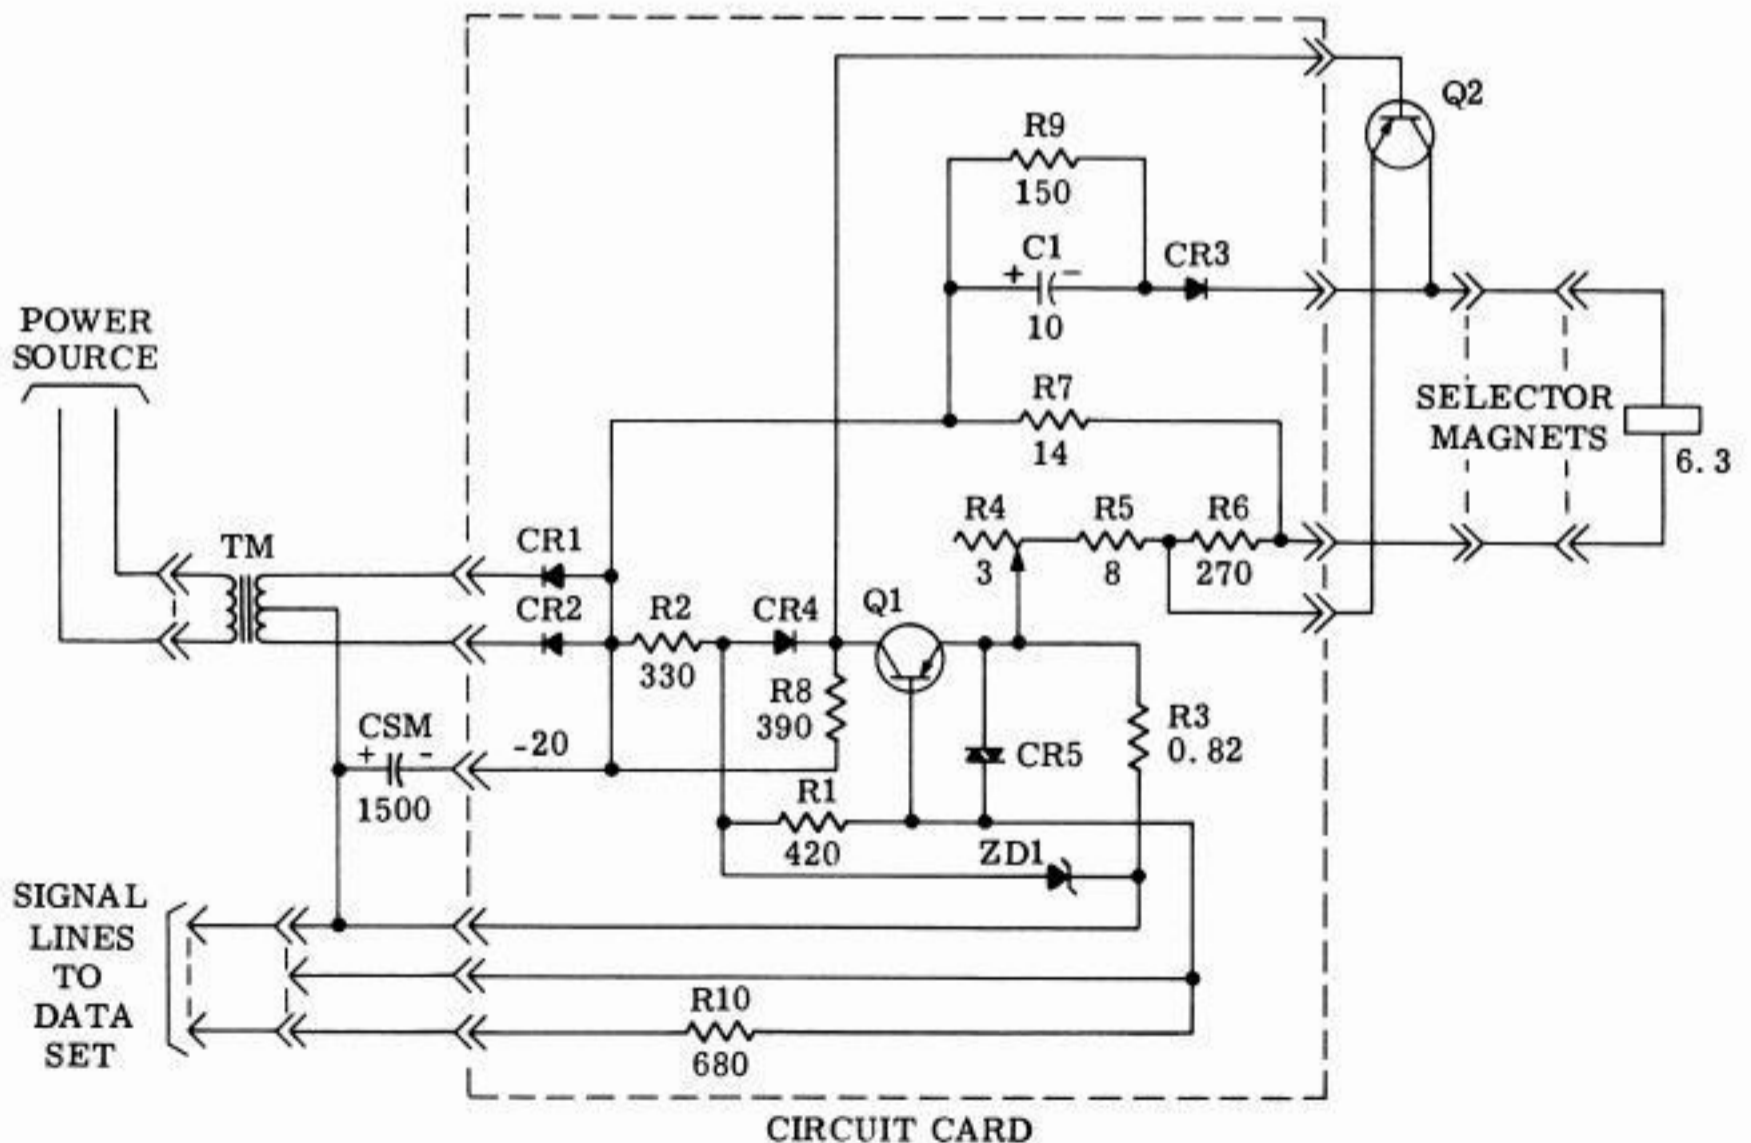 Q2
R9
150
C1
+ -
CR3
10
POWER
SOURCE
R7
14
SELECTOR
MAGNETS
6.3
TM
CR1
R4
R5
R6
3
8
270
CR2
R2
CR4
Q1
330
R8
390
R3
0.82
CSM
+ -
-20
CR5
1500
R1
420
ZD1
SIGNAL
LINES
TO
DATA
SET
R10
680
CIRCUIT CARD